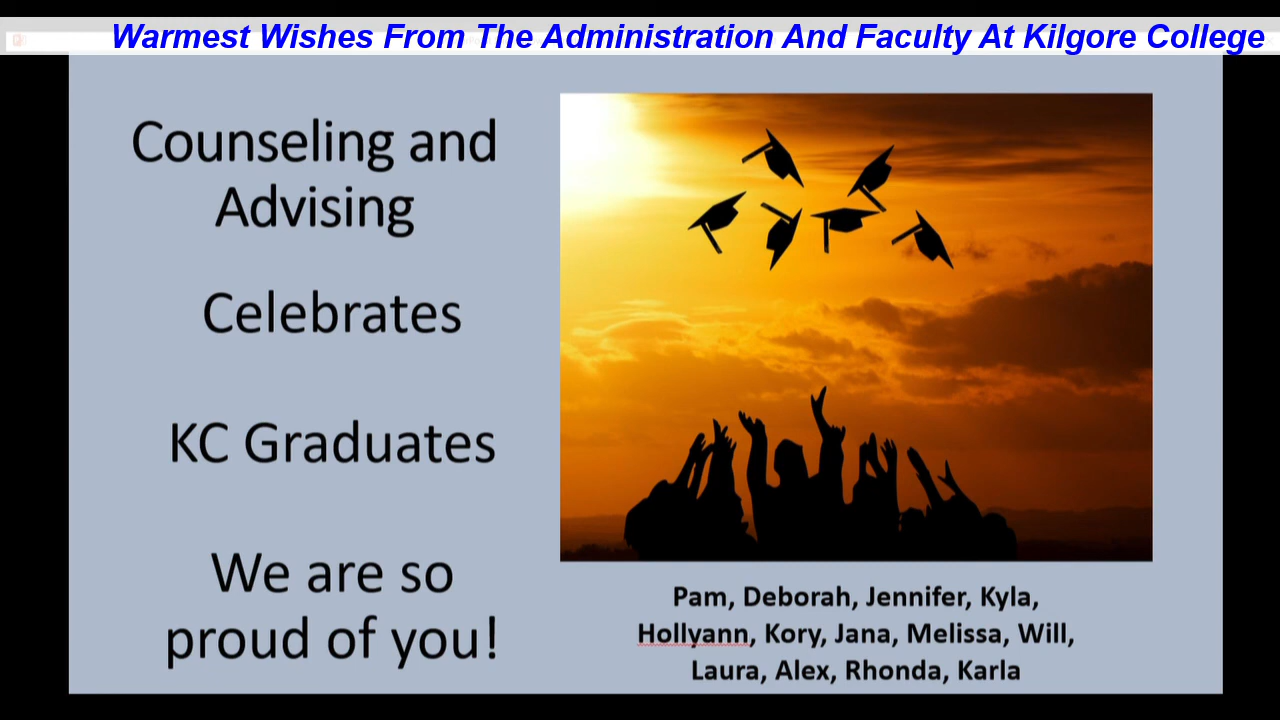 Warmest Wishes From The Administration And Faculty At Kilgore College
Counseling and
Advising
Celebrates
KC Graduates
We are so
proud of you!
Pam, Deborah, Jennifer, Kyla,
Hollyann, Kory, Jana, Melissa, Will,
Laura, Alex, Rhonda, Karla